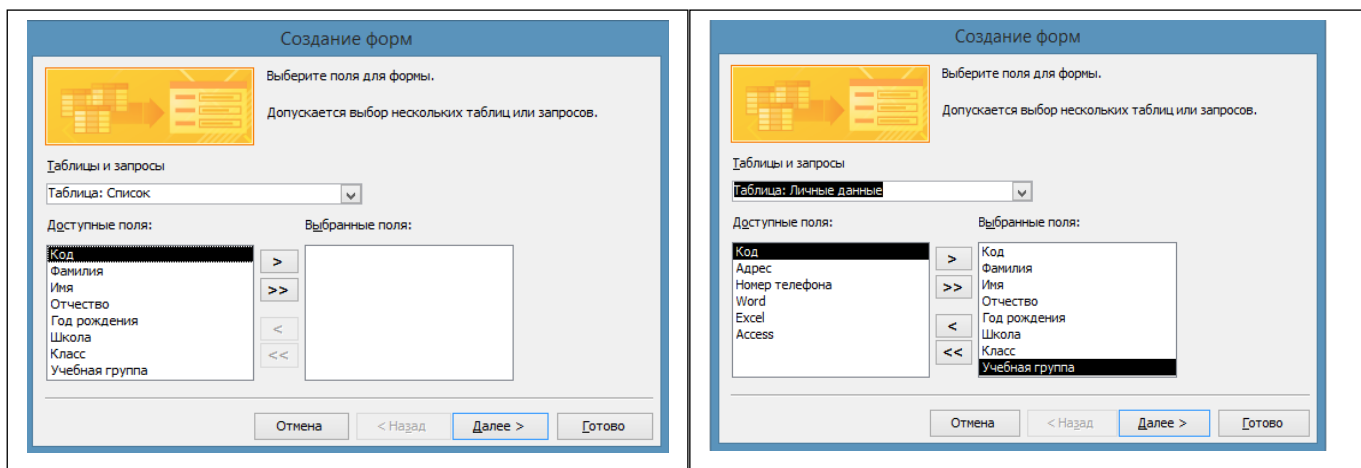 Создание форм
Выберите поля для формы.
Допускается выбор нескольких таблиц или запросов.
Таблицы и запросы
Таблица: Список
Доступные поля:
Выбранные поля:
Код
Фамилия
Имя
Отчество
Год рождения
Школа
Класс
Учебная группа
>
>>
<
<<
Отмена
< Назад
Далее >
Готово
Создание форм
Выберите поля для формы.
Допускается выбор нескольких таблиц или запросов.
Таблицы и запросы
Таблица: Личные данные
Доступные поля:
Выбранные поля:
Код
Адрес
Номер телефона
Word
Excel
Access
>
>>
<
<<
Код
Фамилия
Имя
Отчество
Год рождения
Школа
Класс
Учебная группа
Отмена
< Назад
Далее >
Готово